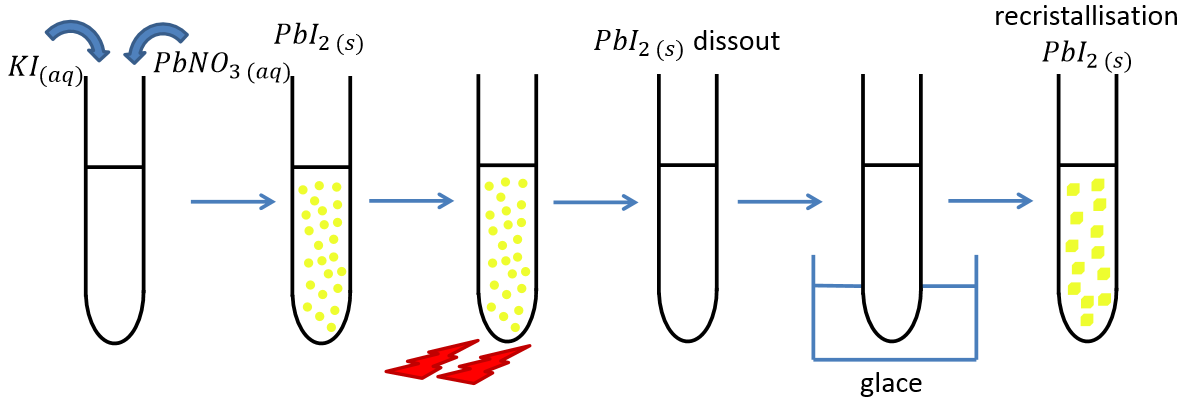 KI(aq)
PbNO3 (aq)
PbI2 (s)
PbI2 (s) dissout
glace
recristallisation
PbI2 (s)